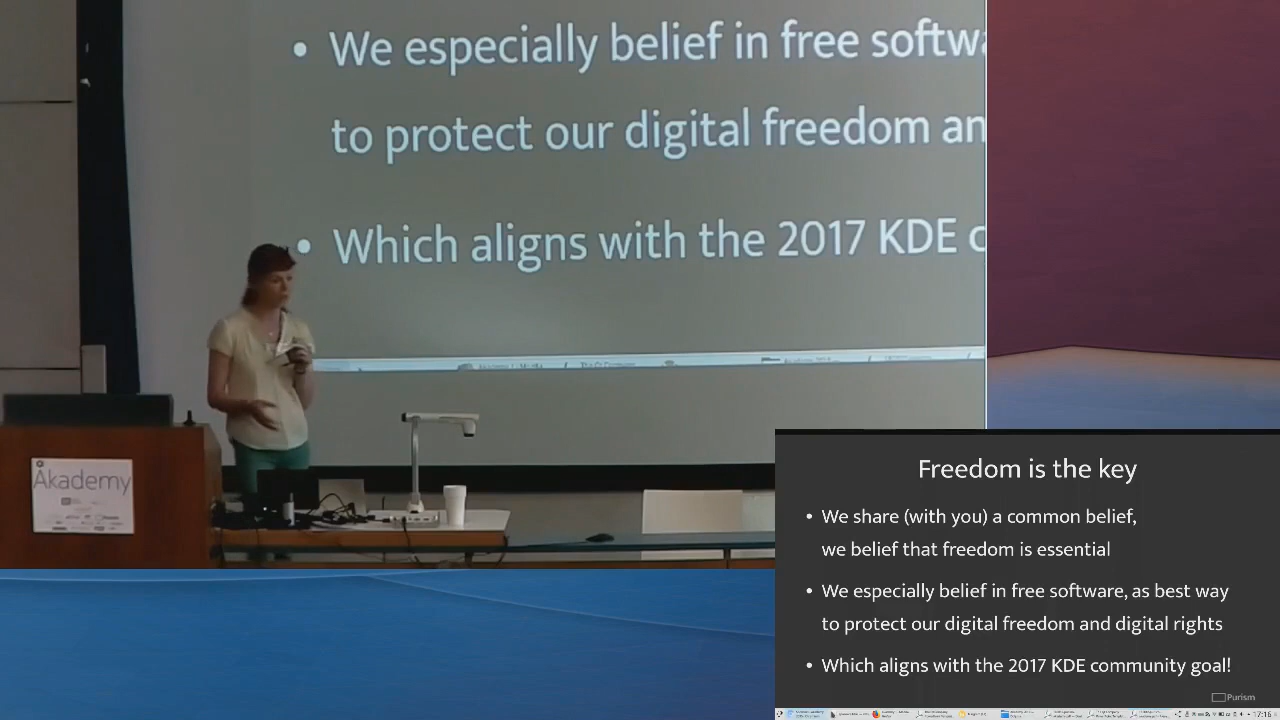 We especially belief in free softw
to protect our digital freedom an
Which aligns with the 2017 KDE c
Akademy
Freedom is the key
• We share (with you) a common belief,
we belief that freedom is essential
• We especially belief in free software, as best way
to protect our digital freedom and digital rights
• Which aligns with the 2017 KDE community goal!
Purism
17:16